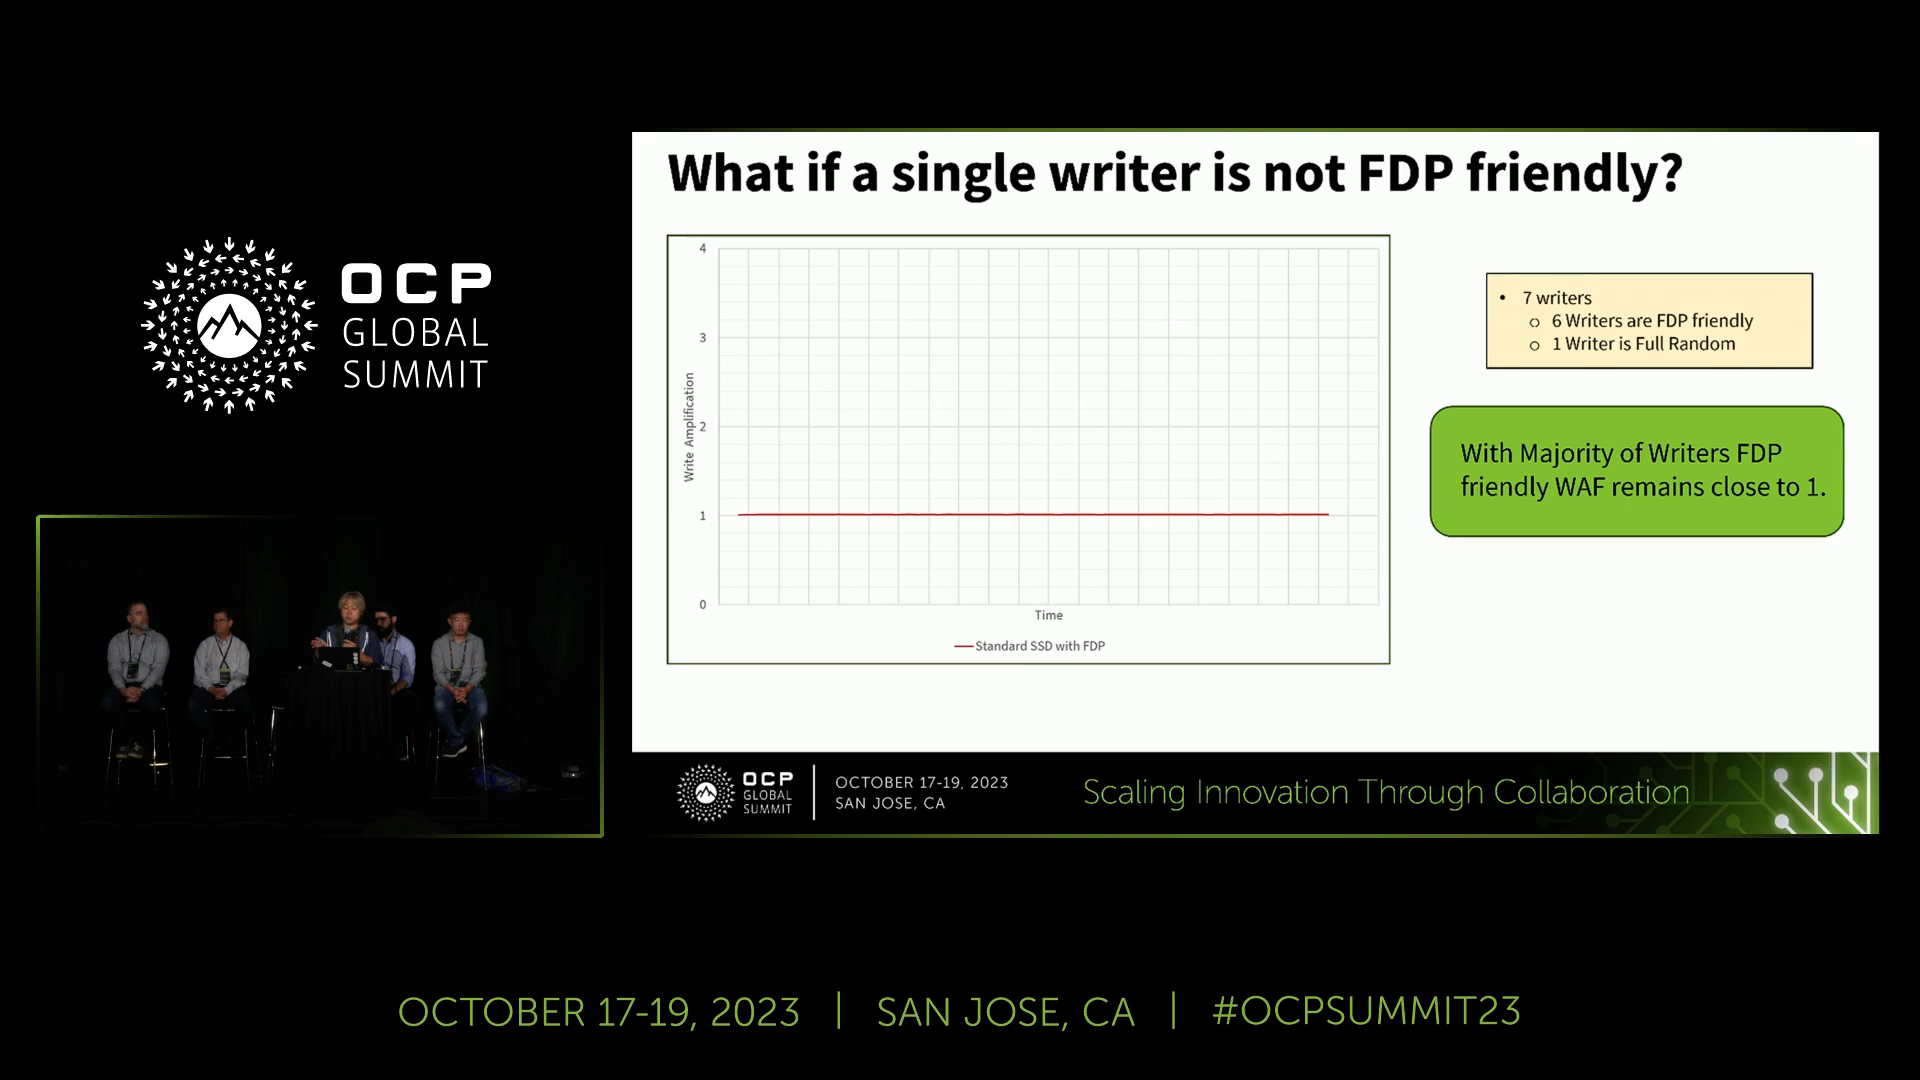 OCP
GLOBAL
SUMMIT
What if a single writer is not FDP friendly?
4
3
2
1
0
Write Amplification
Time
Standard SSD with FDP
• 7 writers
o 6 Writers are FDP friendly
o 1 Writer is Full Random
With Majority of Writers FDP
friendly WAF remains close to 1.
OCP
GLOBAL
SUMMIT
OCTOBER 17-19, 2023
SAN JOSE, CA
Scaling Innovation Through Collaboration
OCTOBER 17-19, 2023 | SAN JOSE, CA | #OCPSUMMIT23